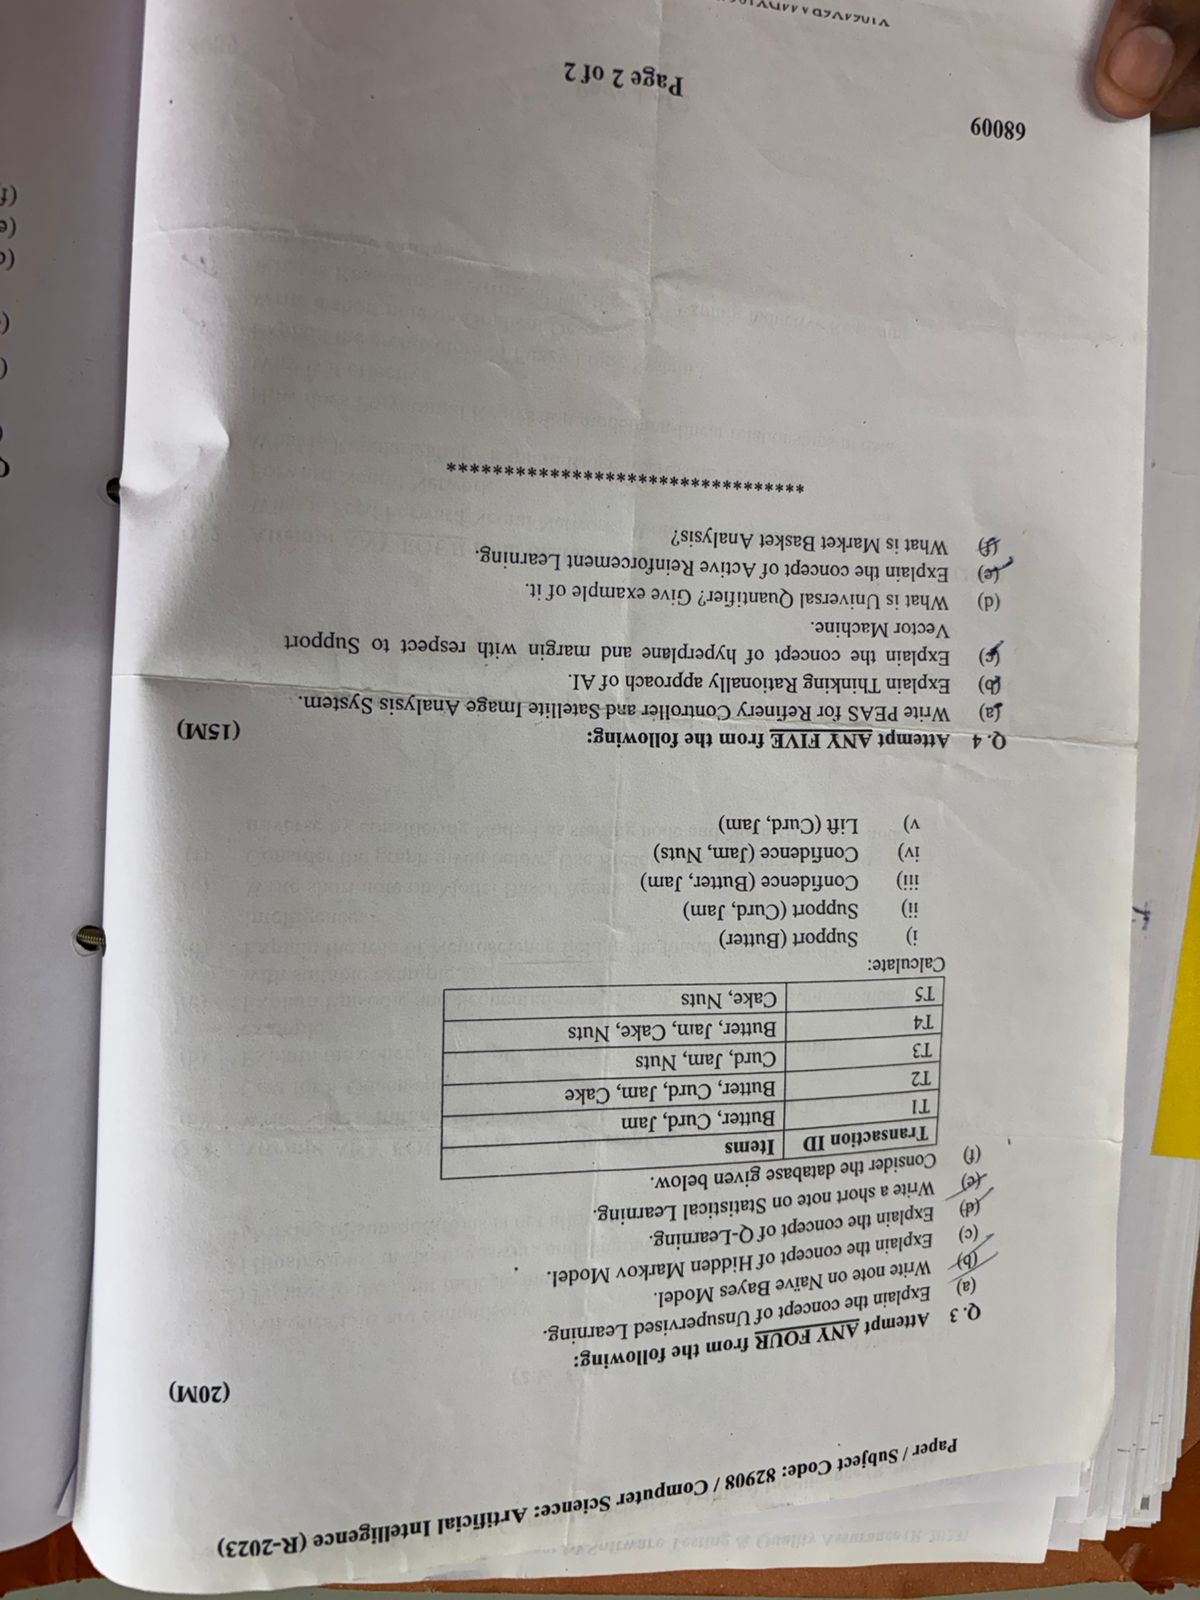 Paper / Subject Code: 82908 / Computer Science: Artificial Intelligence (R-2023)
(20M)
Q. 3 Attempt ANY FOUR from the following:
(a) Explain the concept of Unsupervised Learning.
(b) Write note on Naïve Bayes Model.
(c) Explain the concept of Hidden Markov Model.
(d) Explain the concept of Q-Learning.
(e) Write a short note on Statistical Learning.
(f) Consider the database given below.
Transaction ID Items
T1 Butter, Curd, Jam
T2 Butter, Curd, Jam, Cake
T3 Curd, Jam, Nuts
T4 Butter, Jam, Cake, Nuts
T5 Cake, Nuts
Calculate:
i) Support (Butter)
ii) Support (Curd, Jam)
iii) Confidence (Butter, Jam)
iv) Confidence (Jam, Nuts)
v) Lift (Curd, Jam)
Q. 4 Attempt ANY FIVE from the following: (15M)
(a) Write PEAS for Refinery Controller and Satellite Image Analysis System.
(b) Explain Thinking Rationally approach of AI.
(c) Explain the concept of hyperplane and margin with respect to Support
Vector Machine.
(d) What is Universal Quantifier? Give example of it.
(e) Explain the concept of Active Reinforcement Learning.
(f) What is Market Basket Analysis?
**********************************
68009
Page 2 of 2